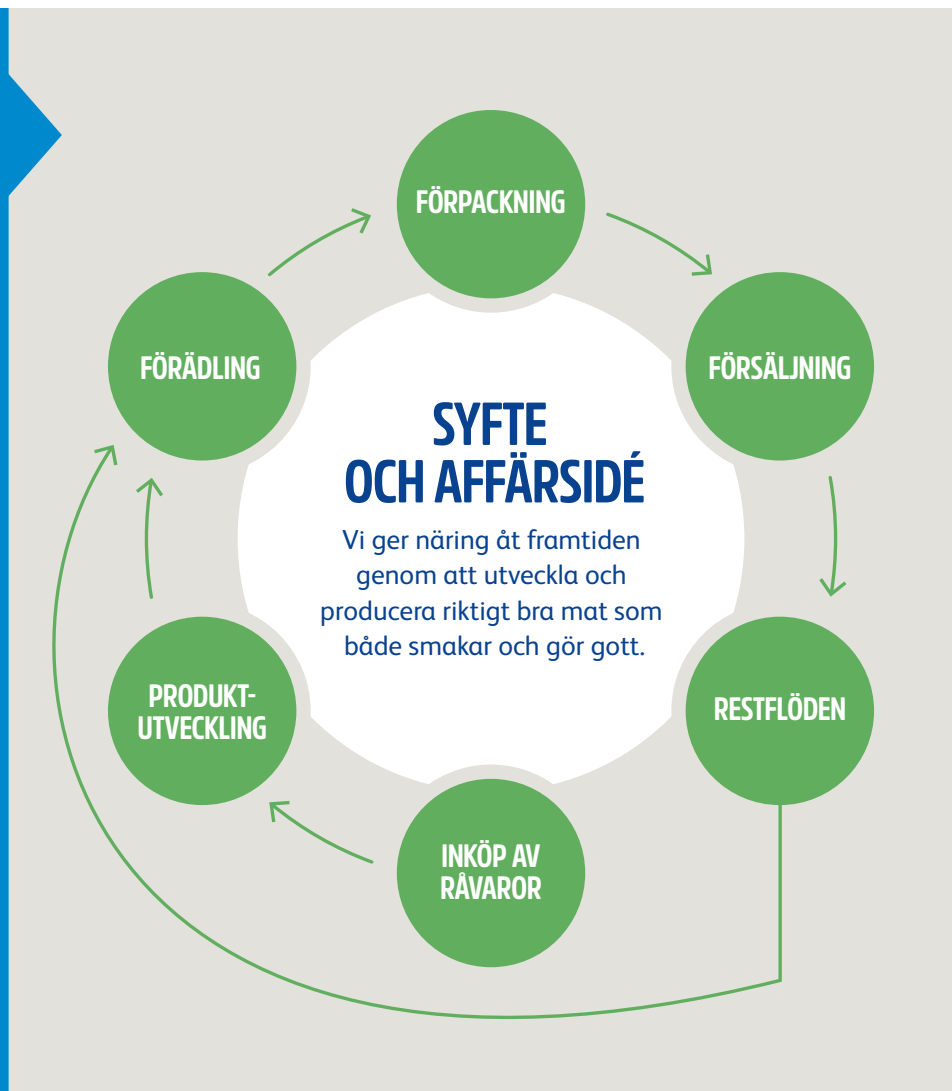 FÖRPACKNING
FÖRÄDLING
FÖRSÄLJNING
SYFTE
OCH AFFÄRSIDÉ
Vi ger näring åt framtiden
genom att utveckla och
producera riktigt bra mat som
både smakar och gör gott.
PRODUKT-
UTVECKLING
RESTFLÖDEN
INKÖP AV
RÅVAROR